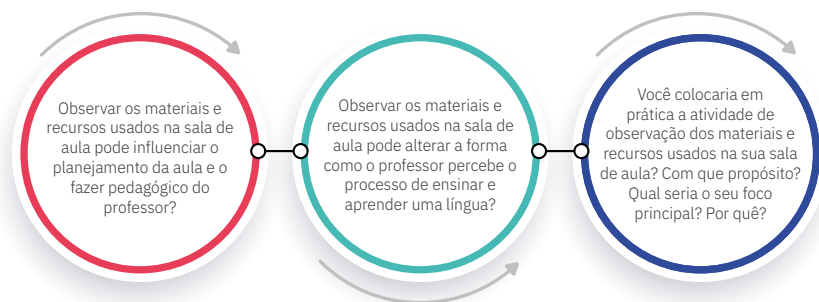 Observar os materiais e
recursos usados na sala de
aula pode influenciar o
planejamento da aula e o
fazer pedagógico do
professor?
Observar os materiais e
recursos usados na sala de
aula pode alterar a forma
como o professor percebe o
processo de ensinar e
aprender uma língua?
Você colocaria em
prática a atividade de
observação dos materiais e
recursos usados na sua sala
de aula? Com que propósito?
Qual seria o seu foco
principal? Por quê?